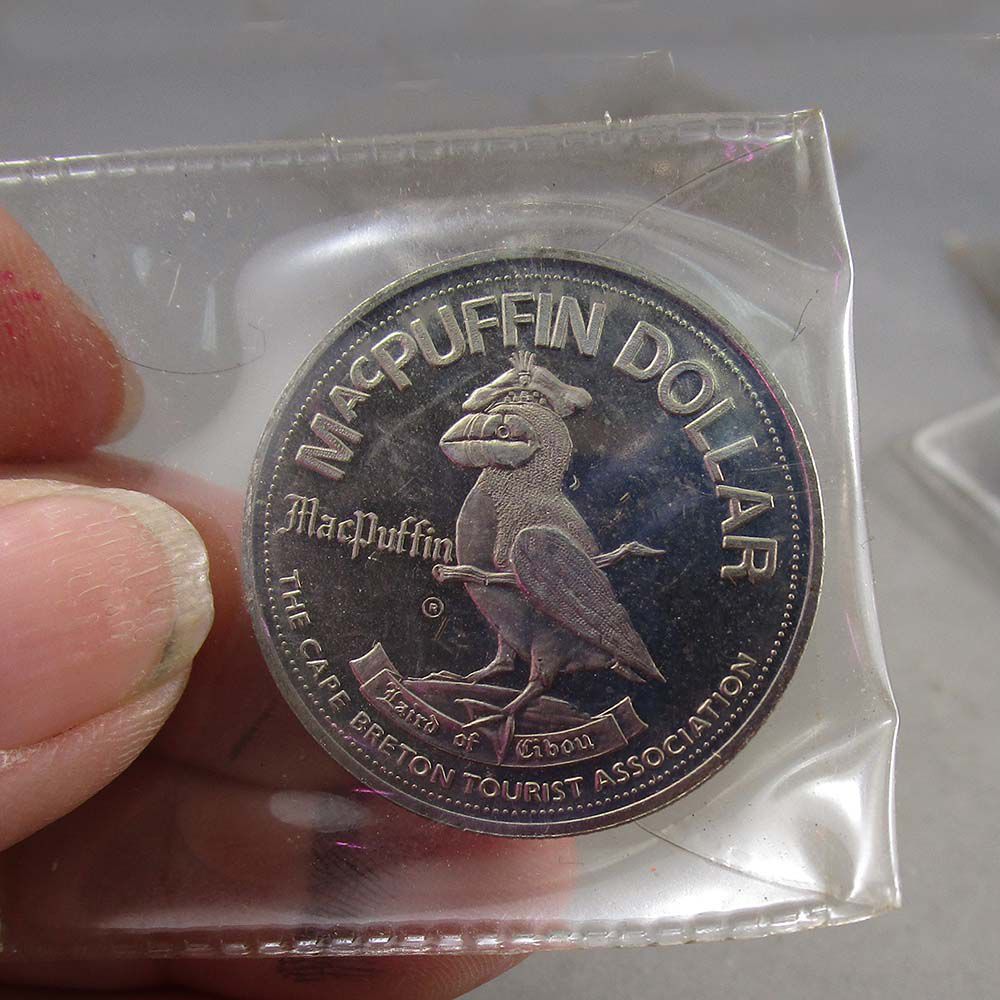 MacPUFFIN DOLLAR
MacPuffin
®
Laird of Cibou
THE CAPE BRETON TOURIST ASSOCIATION